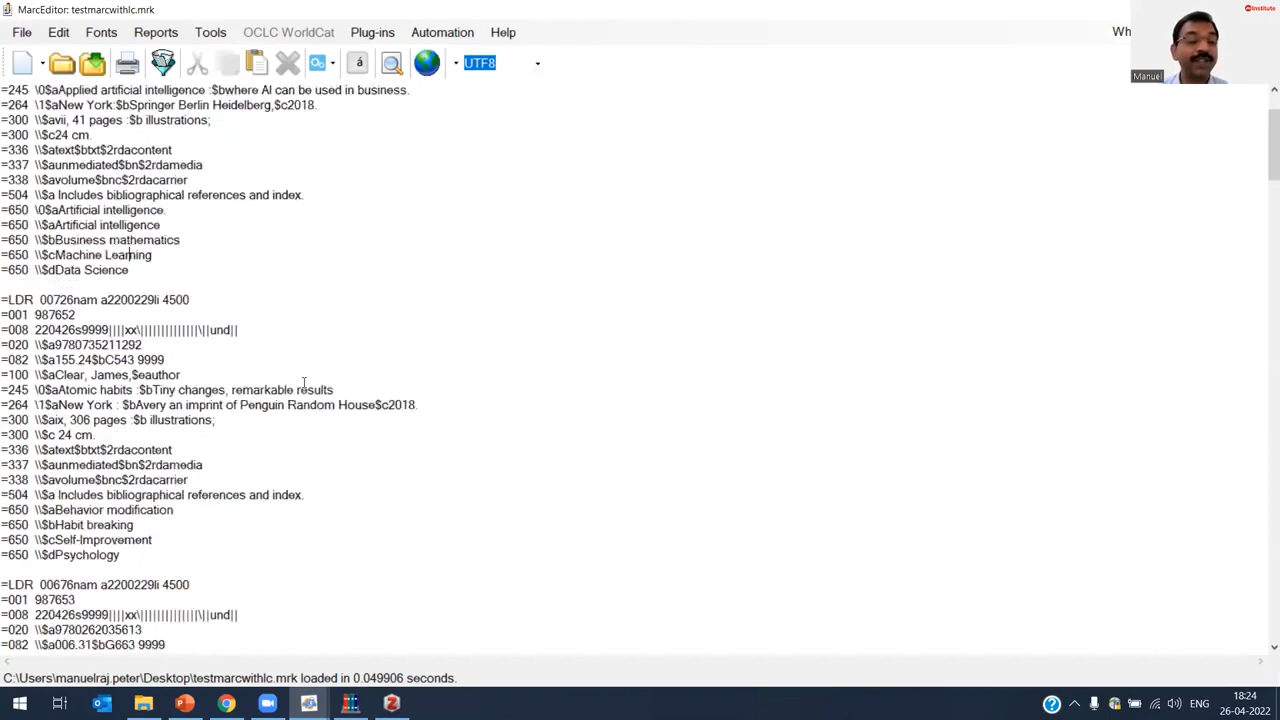 MarcEditor: testmarcwithlc.mrk
Institute
File Edit Fonts Reports Tools OCLC WorldCat Plug-ins Automation Help Wh
UTF8
Manuel
=245 \0$aApplied artificial intelligence :$bwhere AI can be used in business.
=264 \1$aNew York:$bSpringer Berlin Heidelberg,$c2018.
=300 \\$avii, 41 pages :$b illustrations;
=300 \\$c24 cm.
=336 \\$atext$btxt$2rdacontent
=337 \\$aunmediated$bn$2rdamedia
=338 \\$avolume$bnc$2rdacarrier
=504 \\$a Includes bibliographical references and index.
=650 \0$aArtificial intelligence.
=650 \\$aArtificial intelligence
=650 \\$bBusiness mathematics
=650 \\$cMachine Learning
=650 \\$dData Science
=LDR 00726nam a2200229li 4500
=001 987652
=008 220426s9999||||xx\||||||||||||||\||und||
=020 \\$a9780735211292
=082 \\$a155.24$bC543 9999
=100 \\$aClear, James,$eauthor
=245 \0$aAtomic habits :$bTiny changes, remarkable results
=264 \1$aNew York : $bAvery an imprint of Penguin Random House$c2018.
=300 \\$aix, 306 pages :$b illustrations;
=300 \\$c 24 cm.
=336 \\$atext$btxt$2rdacontent
=337 \\$aunmediated$bn$2rdamedia
=338 \\$avolume$bnc$2rdacarrier
=504 \\$a Includes bibliographical references and index.
=650 \\$aBehavior modification
=650 \\$bHabit breaking
=650 \\$cSelf-Improvement
=650 \\$dPsychology
=LDR 00676nam a2200229li 4500
=001 987653
=008 220426s9999||||xx\||||||||||||||\||und||
=020 \\$a9780262035613
=082 \\$a006.31$bG663 9999
C:\Users\manuelraj.peter\Desktop\testmarcwithlc.mrk loaded in 0.049906 seconds.
ENG
18:24
26-04-2022